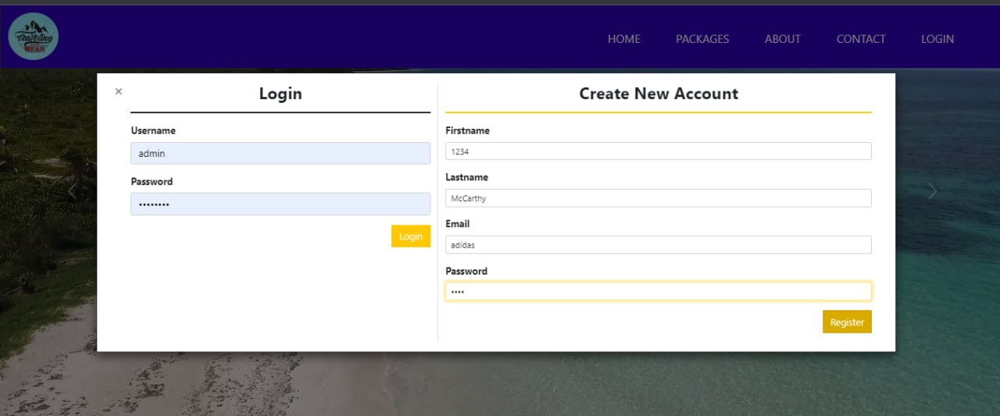 Traveling
BEAR
HOME PACKAGES ABOUT CONTACT LOGIN
×
Login
Username
admin
Password
••••••••
Login
Create New Account
Firstname
1234
Lastname
McCarthy
Email
adidas
Password
••••
Register